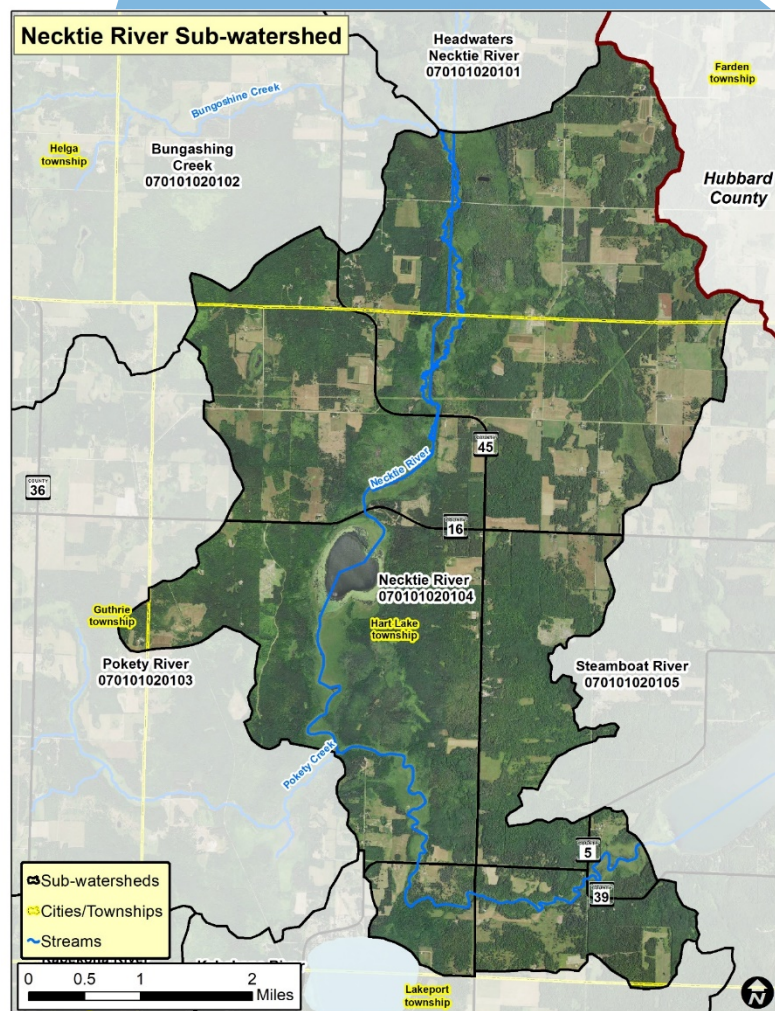 Necktie River Sub-watershed
Headwaters
Necktie River
070101020101
Farden
township
Bungoshine Creek
Helga
township
Bungashing
Creek
070101020102
Hubbard
County
45
Necktie River
COUNTY
36
16
Necktie River
070101020104
Guthrie
township
Hart Lake
township
Pokety River
070101020103
Steamboat River
070101020105
Pokety Creek
5
39
Sub-watersheds
Cities/Townships
Streams
0 0.5 1 2
Miles
Lakeport
township
N